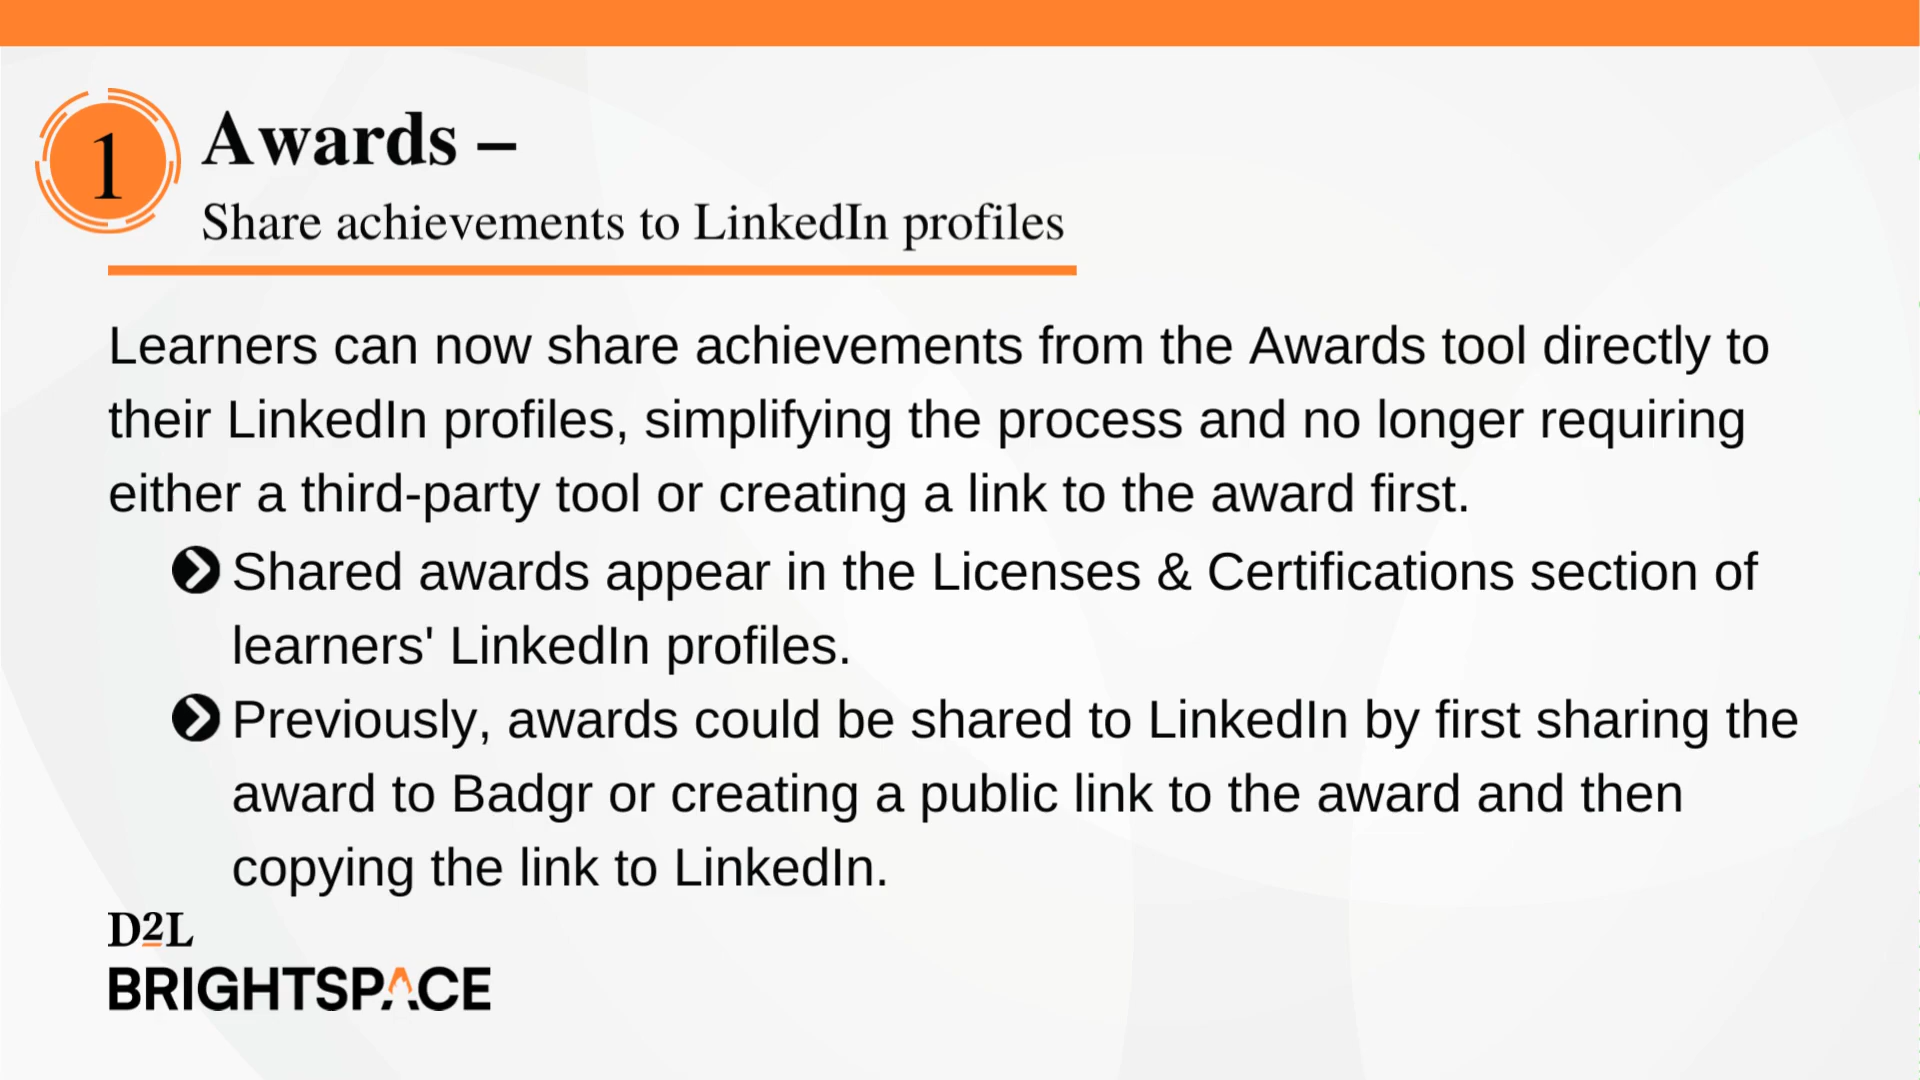 1
Awards –
Share achievements to LinkedIn profiles
Learners can now share achievements from the Awards tool directly to
their LinkedIn profiles, simplifying the process and no longer requiring
either a third-party tool or creating a link to the award first.
Shared awards appear in the Licenses & Certifications section of
learners' LinkedIn profiles.
Previously, awards could be shared to LinkedIn by first sharing the
award to Badgr or creating a public link to the award and then
copying the link to LinkedIn.
D2L
BRIGHTSPACE